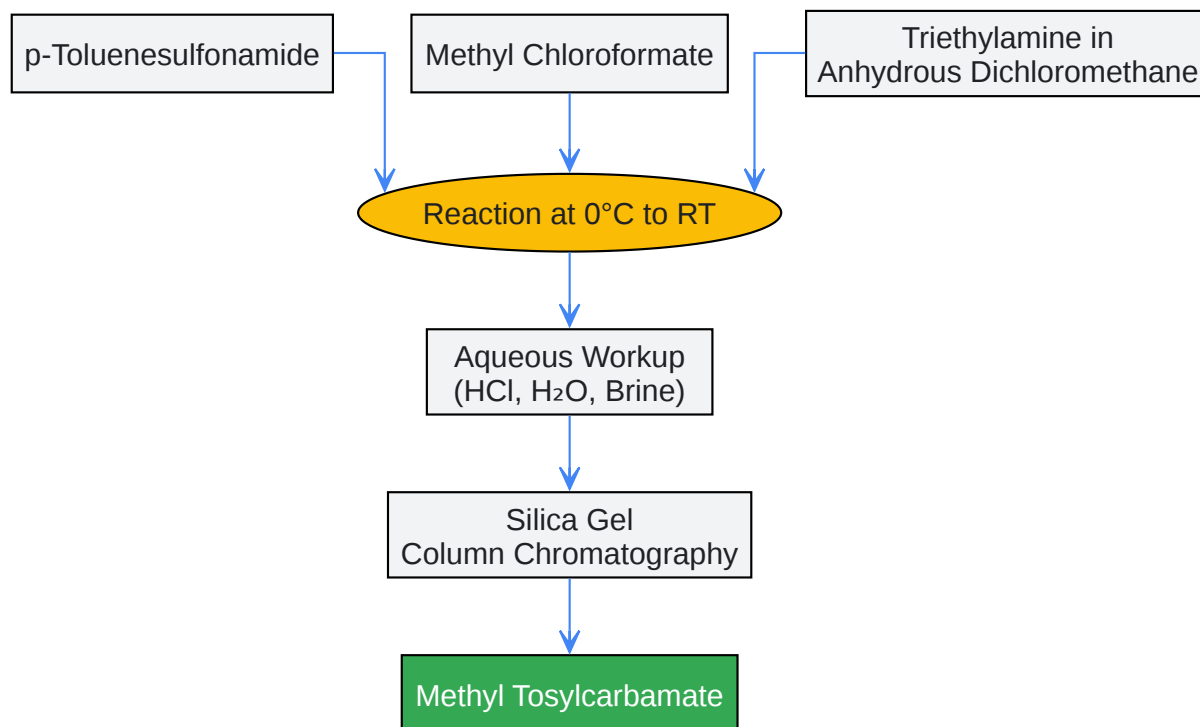 p-Toluenesulfonamide
Methyl Chloroformate
Triethylamine in
Anhydrous Dichloromethane
Reaction at 0°C to RT
Aqueous Workup
(HCl, H₂O, Brine)
Silica Gel
Column Chromatography
Methyl Tosylcarbamate